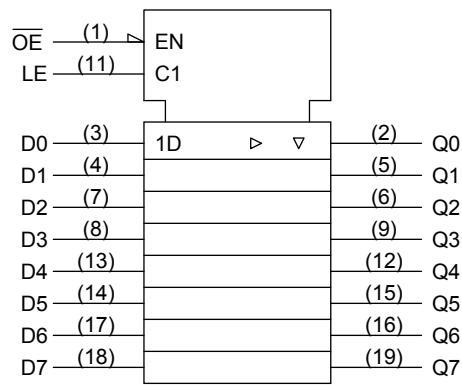 O̅E̅ (1) EN
LE (11) C1
D0 (3) 1D (2) Q0
D1 (4) (5) Q1
D2 (7) (6) Q2
D3 (8) (9) Q3
D4 (13) (12) Q4
D5 (14) (15) Q5
D6 (17) (16) Q6
D7 (18) (19) Q7